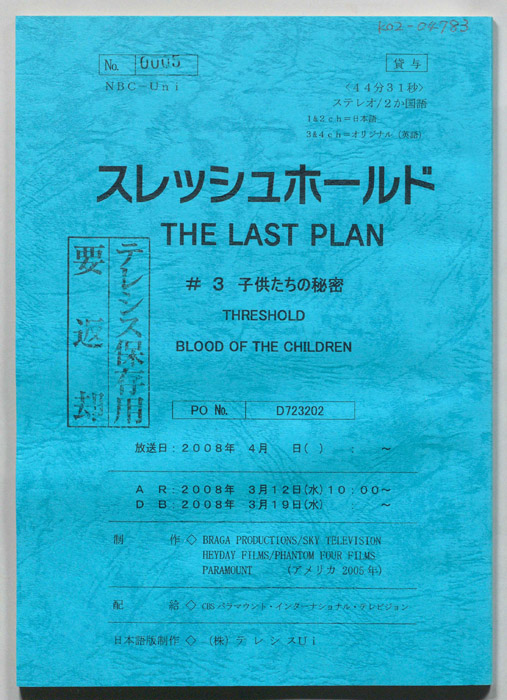 K02-04783
No. 0005
貸与
NBC-Uni
<44分31秒>
ステレオ/2か国語
1&2ch=日本語
3&4ch=オリジナル (英語)
スレッシュホールド
THE LAST PLAN
# 3 子供たちの秘密
THRESHOLD
BLOOD OF THE CHILDREN
テレシス保存用
要返却
PO No. D723202
放送日:2008年 4月 日( ) : ~
AR:2008年 3月12日(水)10:00~
DB:2008年 3月19日(水) : ~
制作◇ BRAGA PRODUCTIONS/SKY TELEVISION
HEYDAY FILMS/PHANTOM FOUR FILMS
PARAMOUNT (アメリカ 2005年)
配給◇ CBSパラマウント・インターナショナル・テレビジョン
日本語版制作◇ (株)テレシスUi